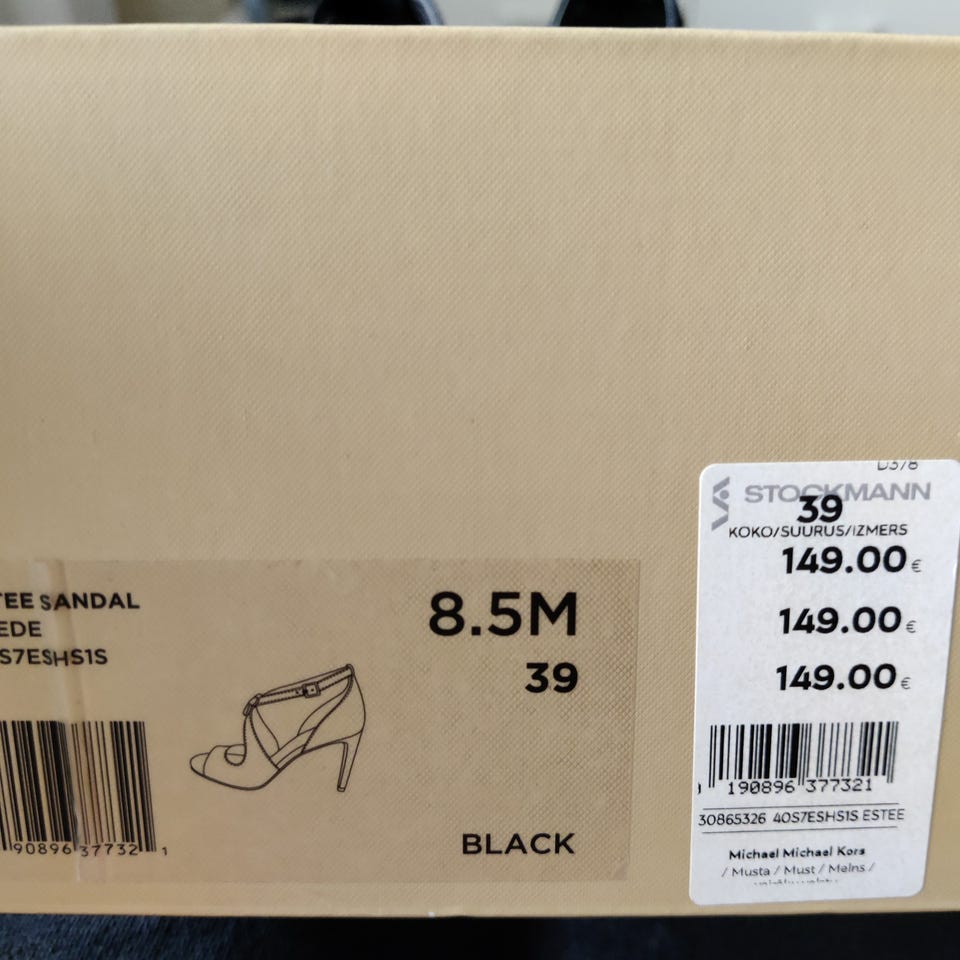 TEE SANDAL
EDE
S7ESHS1S
8.5M
39
90896 37732 1
BLACK
D378
STOCKMANN
39
KOKO/SUURUS/IZMERS
149.00 €
149.00 €
149.00 €
190896 377321
30865326 40S7ESHS1S ESTEE
Michael Michael Kors
/ Musta / Must / Melns /